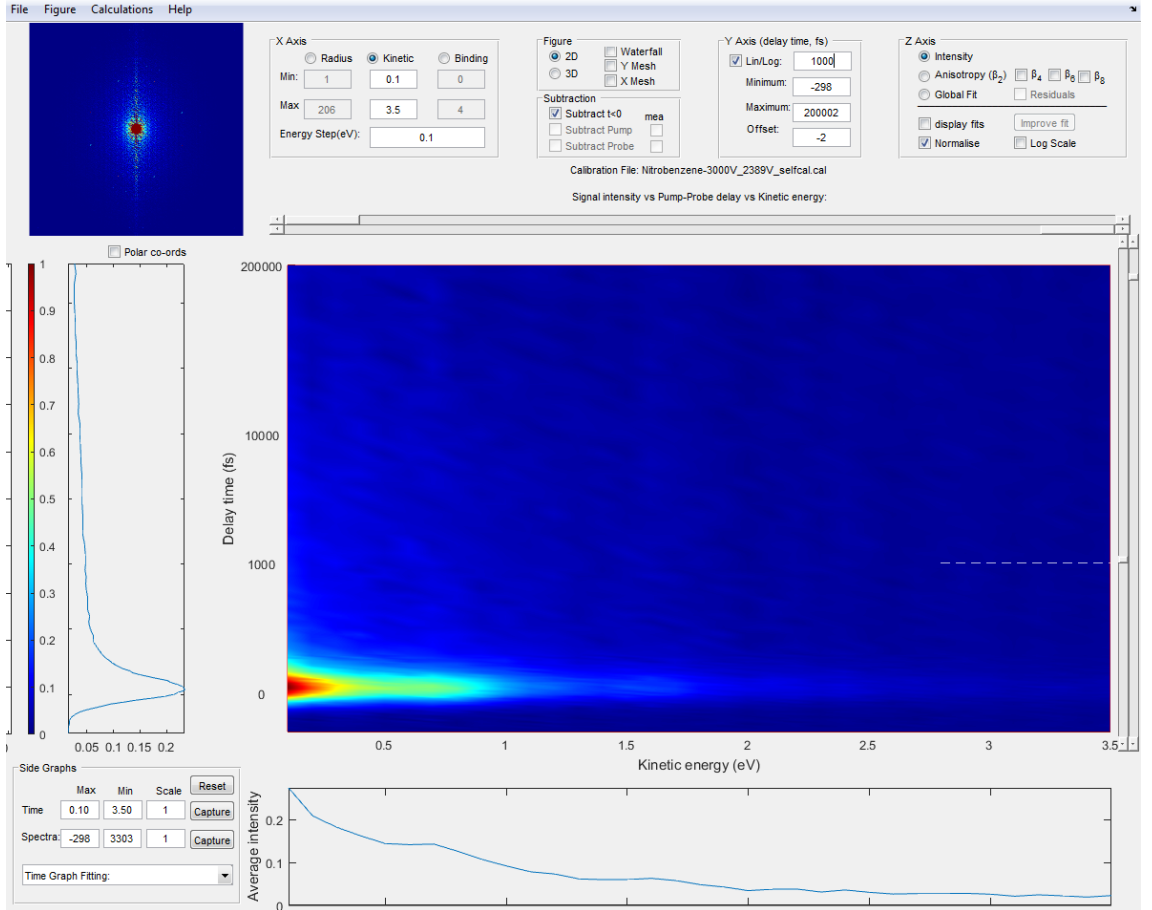 File Figure Calculations Help
X Axis
Radius Kinetic Binding
Min: 1 0.1 0
Max 206 3.5 4
Energy Step(eV): 0.1
Figure
2D
3D
Waterfall
Y Mesh
X Mesh
Subtraction
Subtract t<0 mea
Subtract Pump
Subtract Probe
Y Axis (delay time, fs)
Lin/Log: 1000
Minimum: -298
Maximum: 200002
Offset: -2
Z Axis
Intensity
Anisotropy (β2) β4 β6 β8
Global Fit Residuals
display fits Improve fit
Normalise Log Scale
Calibration File: Nitrobenzene-3000V_2389V_selfcal.cal
Signal intensity vs Pump-Probe delay vs Kinetic energy:
Polar co-ords
1
0.9
0.8
0.7
0.6
0.5
0.4
0.3
0.2
0.1
0
0.05 0.1 0.15 0.2
Delay time (fs)
200000
10000
1000
0
0.5 1 1.5 2 2.5 3 3.5
Kinetic energy (eV)
Side Graphs
Max Min Scale Reset
Time 0.10 3.50 1 Capture
Spectra: -298 3303 1 Capture
Time Graph Fitting:
Average intensity
0.2
0.1
0